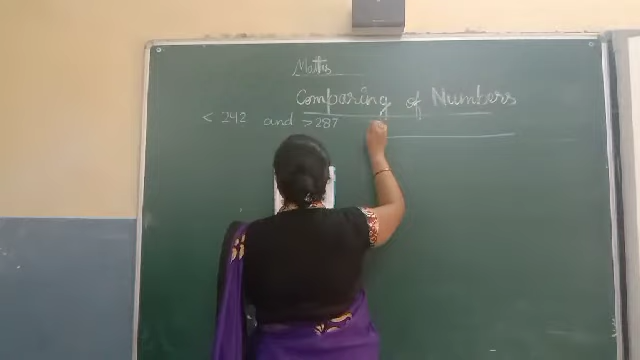 Maths
Comparing of Numbers
< 242 and > 287